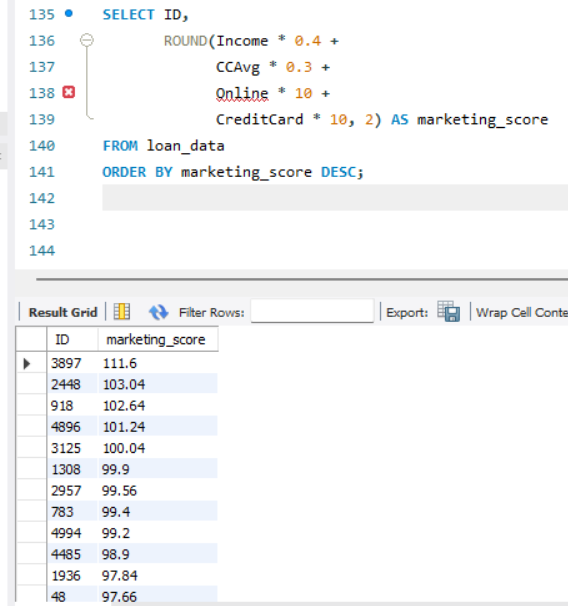 135 SELECT ID,
136 ROUND(Income * 0.4 +
137 CCAvg * 0.3 +
138 Online * 10 +
139 CreditCard * 10, 2) AS marketing_score
140 FROM loan_data
141 ORDER BY marketing_score DESC;
142
143
144
Result Grid Filter Rows: Export: Wrap Cell Conte
ID marketing_score
3897 111.6
2448 103.04
918 102.64
4896 101.24
3125 100.04
1308 99.9
2957 99.56
783 99.4
4994 99.2
4485 98.9
1936 97.84
48 97.66